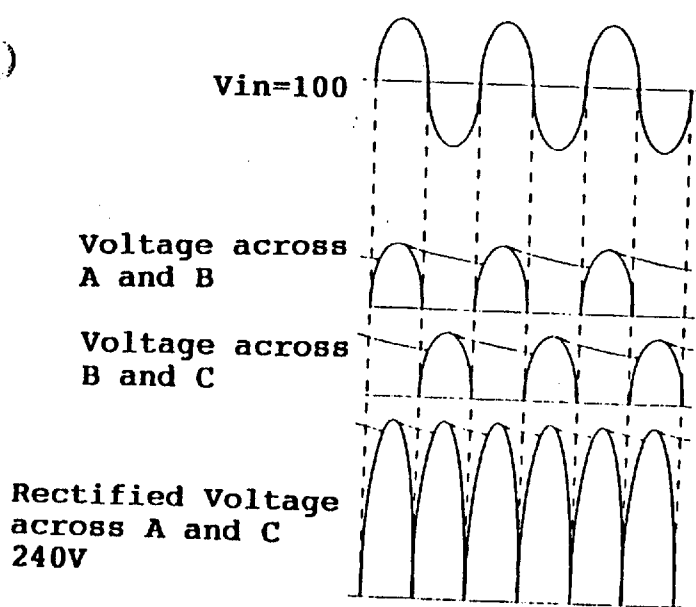 )
Vin=100
Voltage across
A and B
Voltage across
B and C
Rectified Voltage
across A and C
240V